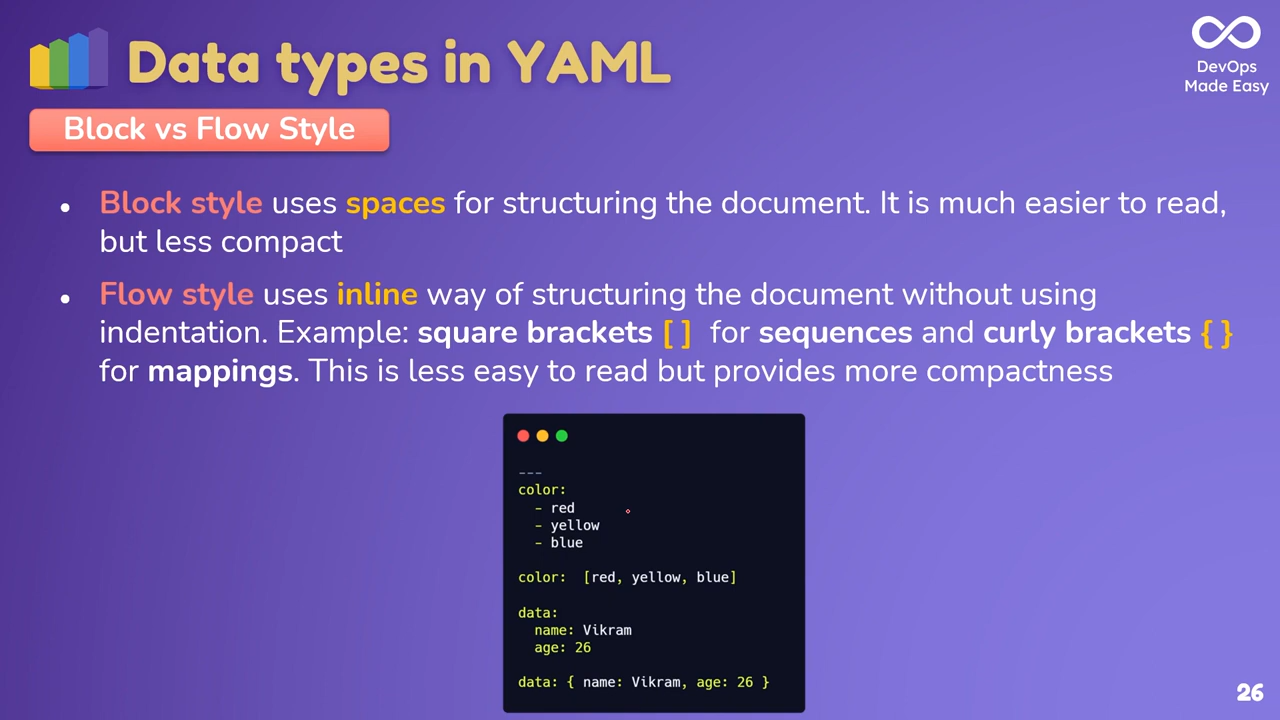 Data types in YAML
DevOps
Made Easy
Block vs Flow Style
• Block style uses spaces for structuring the document. It is much easier to read,
but less compact
• Flow style uses inline way of structuring the document without using
indentation. Example: square brackets [ ] for sequences and curly brackets { }
for mappings. This is less easy to read but provides more compactness
---
color:
  - red
  - yellow
  - blue
color:  [red, yellow, blue]
data:
  name: Vikram
  age: 26
data: { name: Vikram, age: 26 }
26